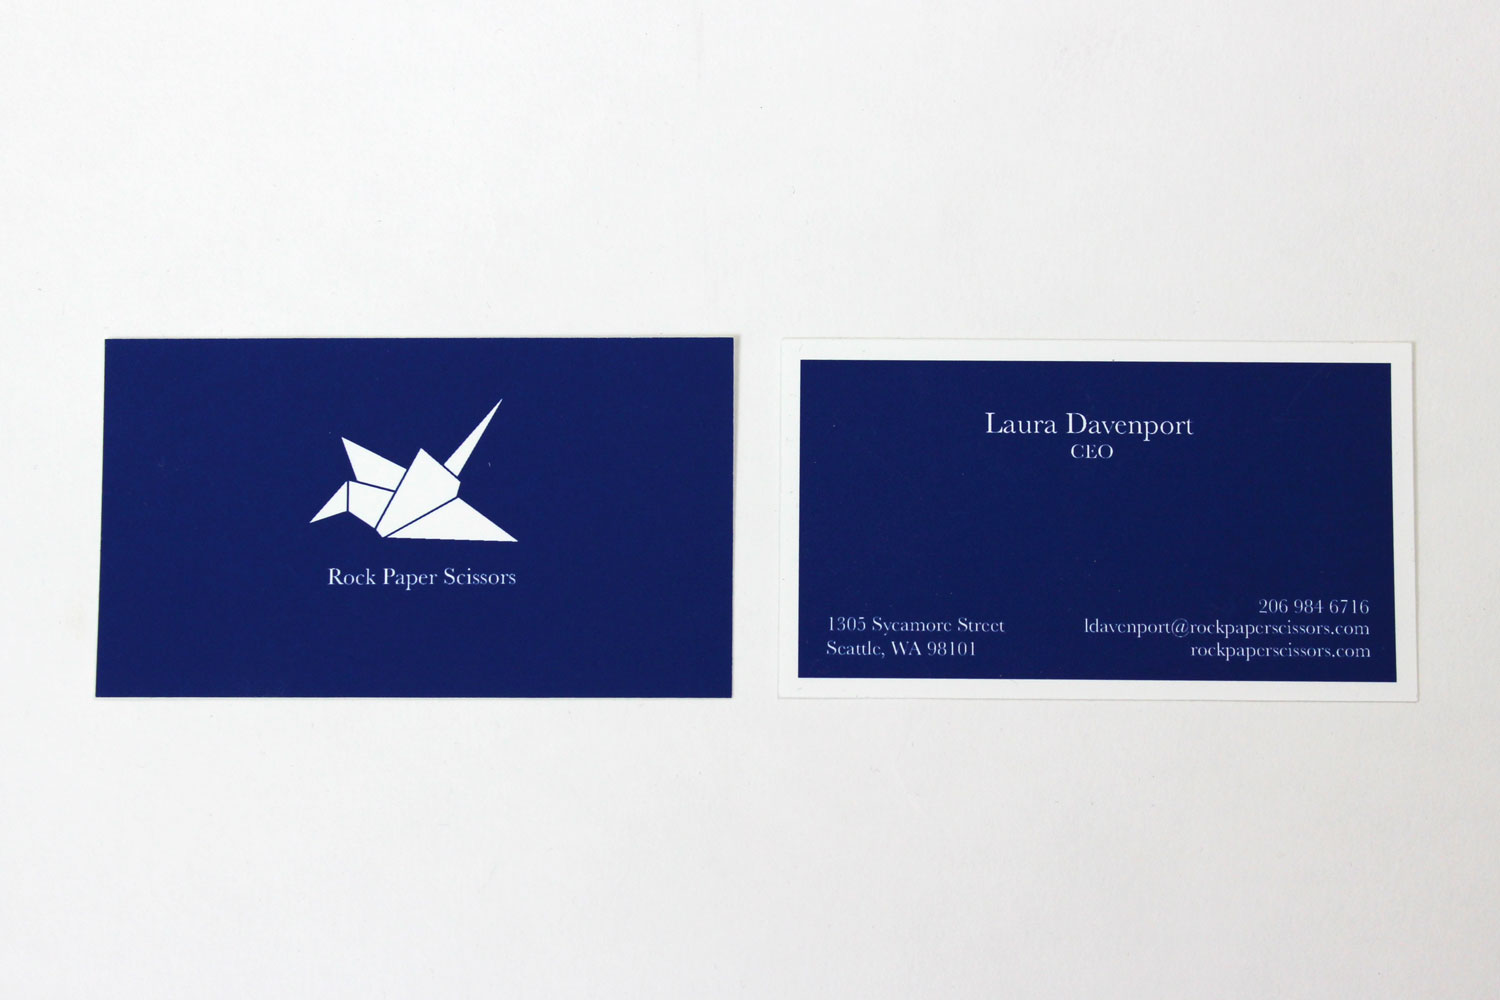 Rock Paper Scissors
Laura Davenport
CEO
1305 Sycamore Street
Seattle, WA 98101
206 984 6716
ldavenport@rockpaperscissors.com
rockpaperscissors.com